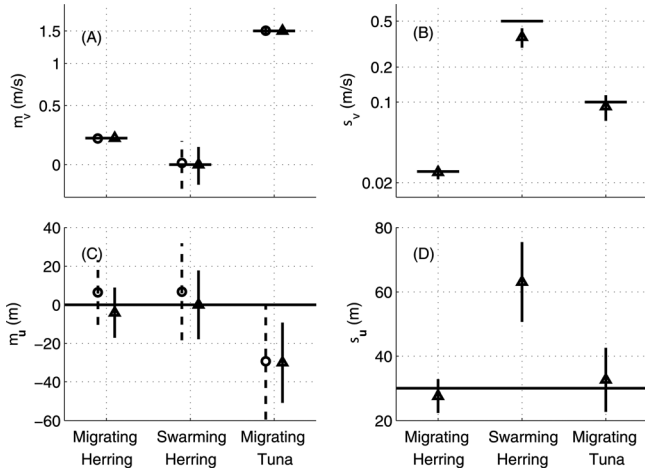 (A)
m_v (m/s)
1.5
1
0.5
0
(B)
s_v (m/s)
0.5
0.2
0.1
0.02
(C)
m_u (m)
40
20
0
−20
−40
−60
Migrating Herring
Swarming Herring
Migrating Tuna
(D)
s_u (m)
80
60
40
20
Migrating Herring
Swarming Herring
Migrating Tuna